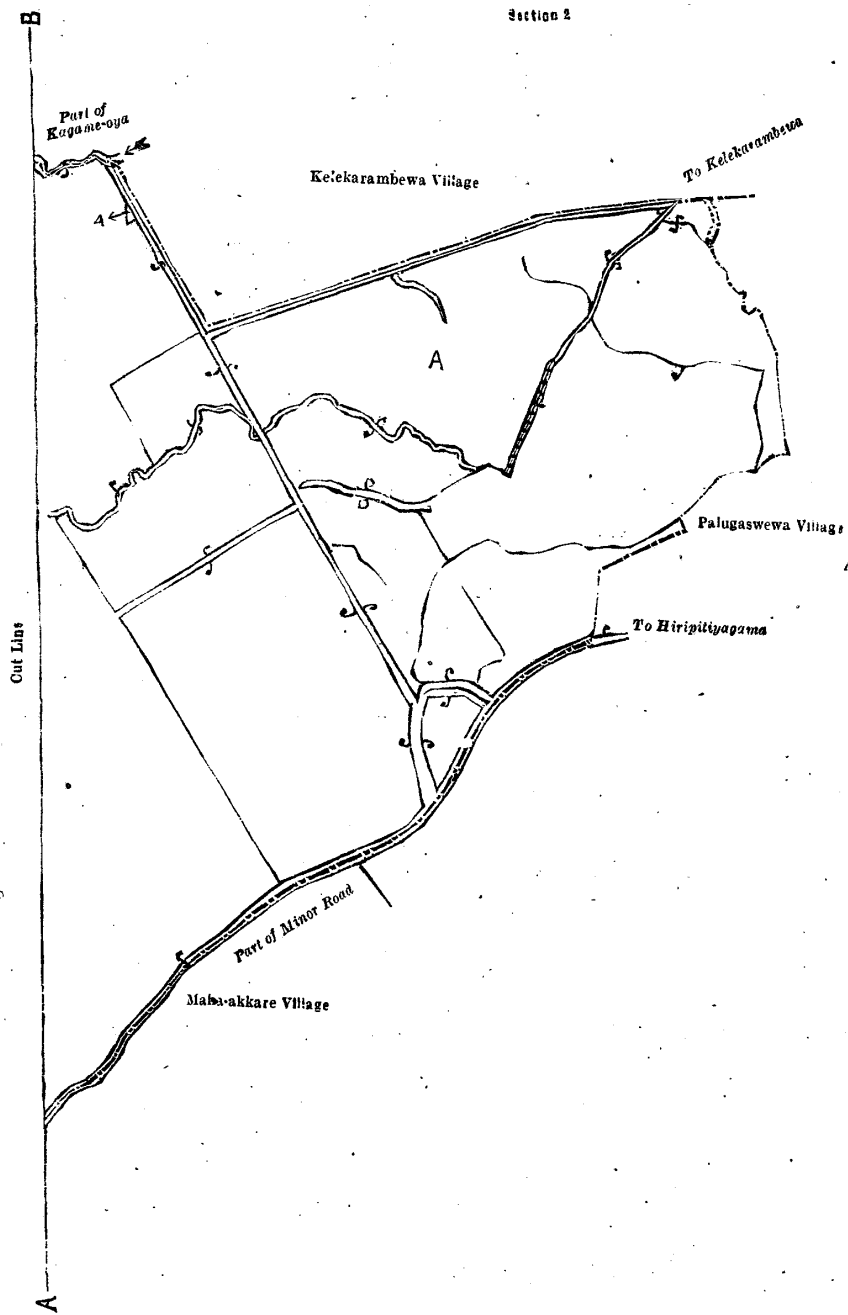 Section 2
B
Part of
Kagame-oya
To Kelekarambewa
Kelekarambewa Village
A
A
Palugaswewa Village
To Hiripitiyagama
Cut Line
Part of Minor Road
Maha-akkare Village
A